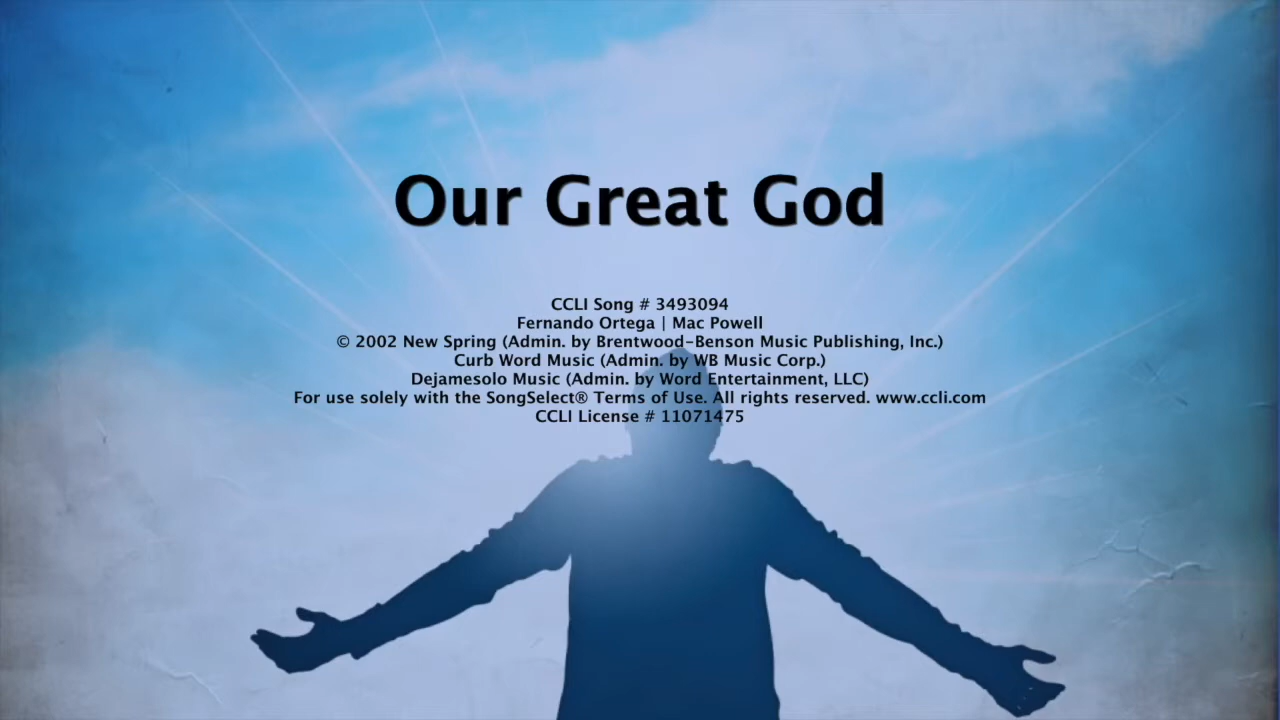 Our Great God
CCLI Song # 3493094
Fernando Ortega | Mac Powell
© 2002 New Spring (Admin. by Brentwood-Benson Music Publishing, Inc.)
Curb Word Music (Admin. by WB Music Corp.)
Dejamesolo Music (Admin. by Word Entertainment, LLC)
For use solely with the SongSelect® Terms of Use. All rights reserved. www.ccli.com
CCLI License # 11071475